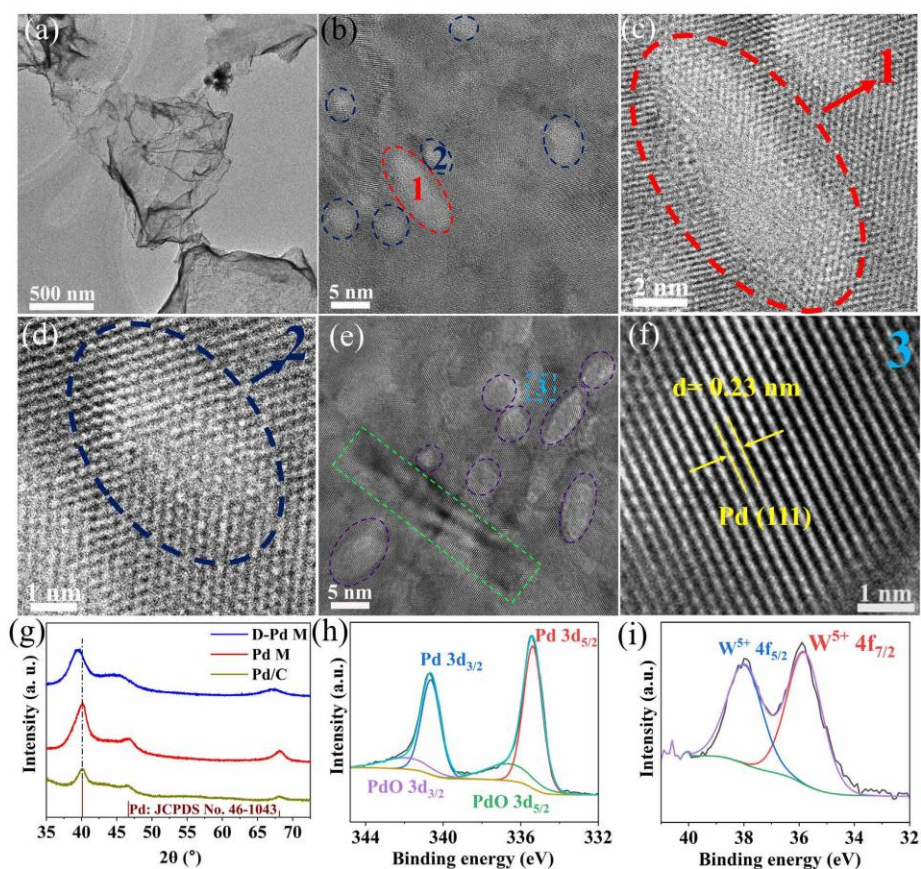 (a)
500 nm
(b)
2
1
5 nm
(c)
1
2 nm
(d)
2
1 nm
(e)
3
5 nm
(f)
3
d= 0.23 nm
Pd (111)
1 nm
(g)
D-Pd M
Pd M
Pd/C
Pd: JCPDS No. 46-1043
Intensity (a. u.)
35 40 45 50 55 60 65 70
2θ (°)
(h)
Pd 3d3/2
Pd 3d5/2
PdO 3d3/2
PdO 3d5/2
Intensity (a. u.)
344 340 336 332
Binding energy (eV)
(i)
W5+ 4f5/2
W5+ 4f7/2
Intensity (a. u.)
40 38 36 34 32
Binding energy (eV)